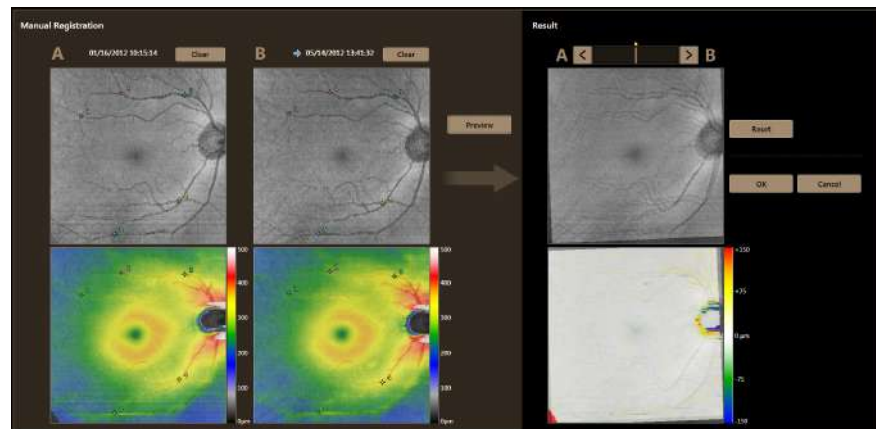 Manual Registration
Result
A 01/16/2012 10:15:14 Clear
B 05/14/2012 13:41:32 Clear
A < > B
Preview
Reset
OK Cancel
500
400
300
200
100
0µm
500
400
300
200
100
0µm
+150
+75
0 µm
-75
-150